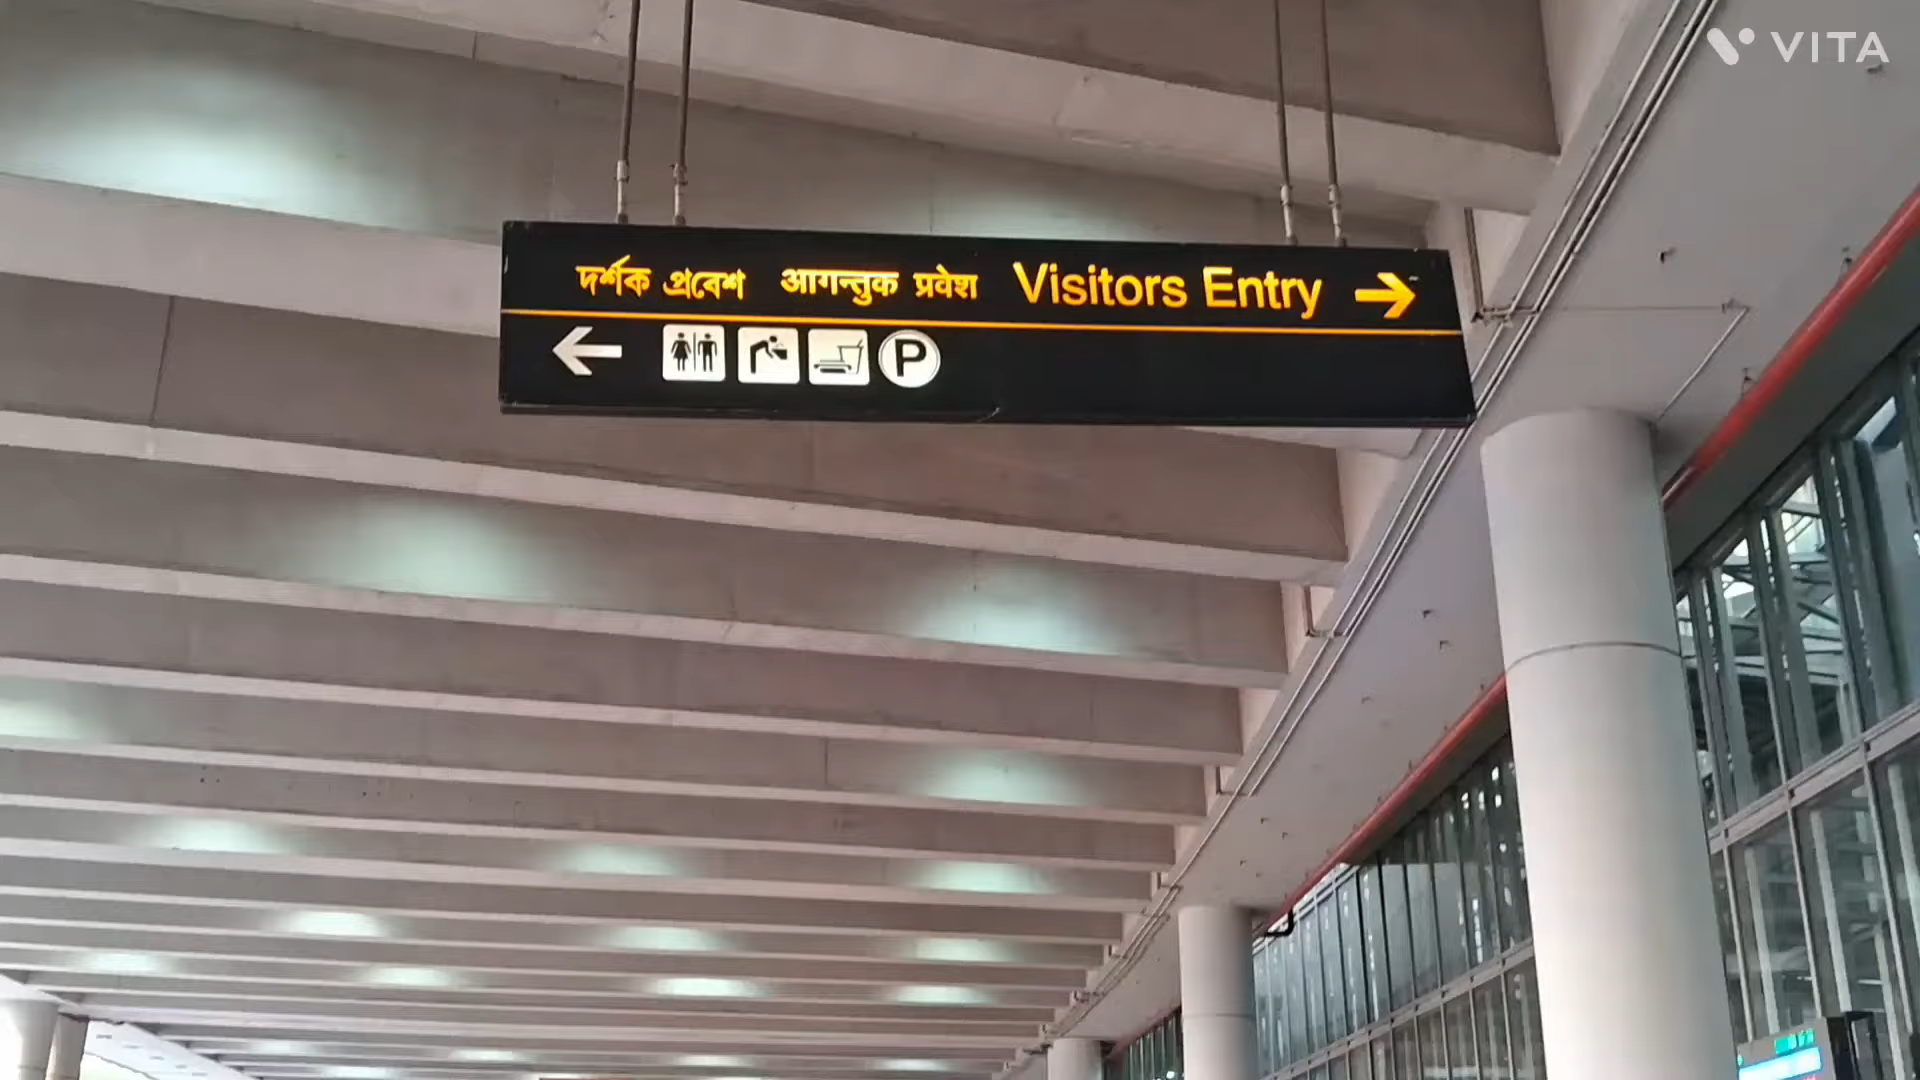 VITA
দর্শক প্রবেশ आगन्तुक प्रवेश Visitors Entry →
← P